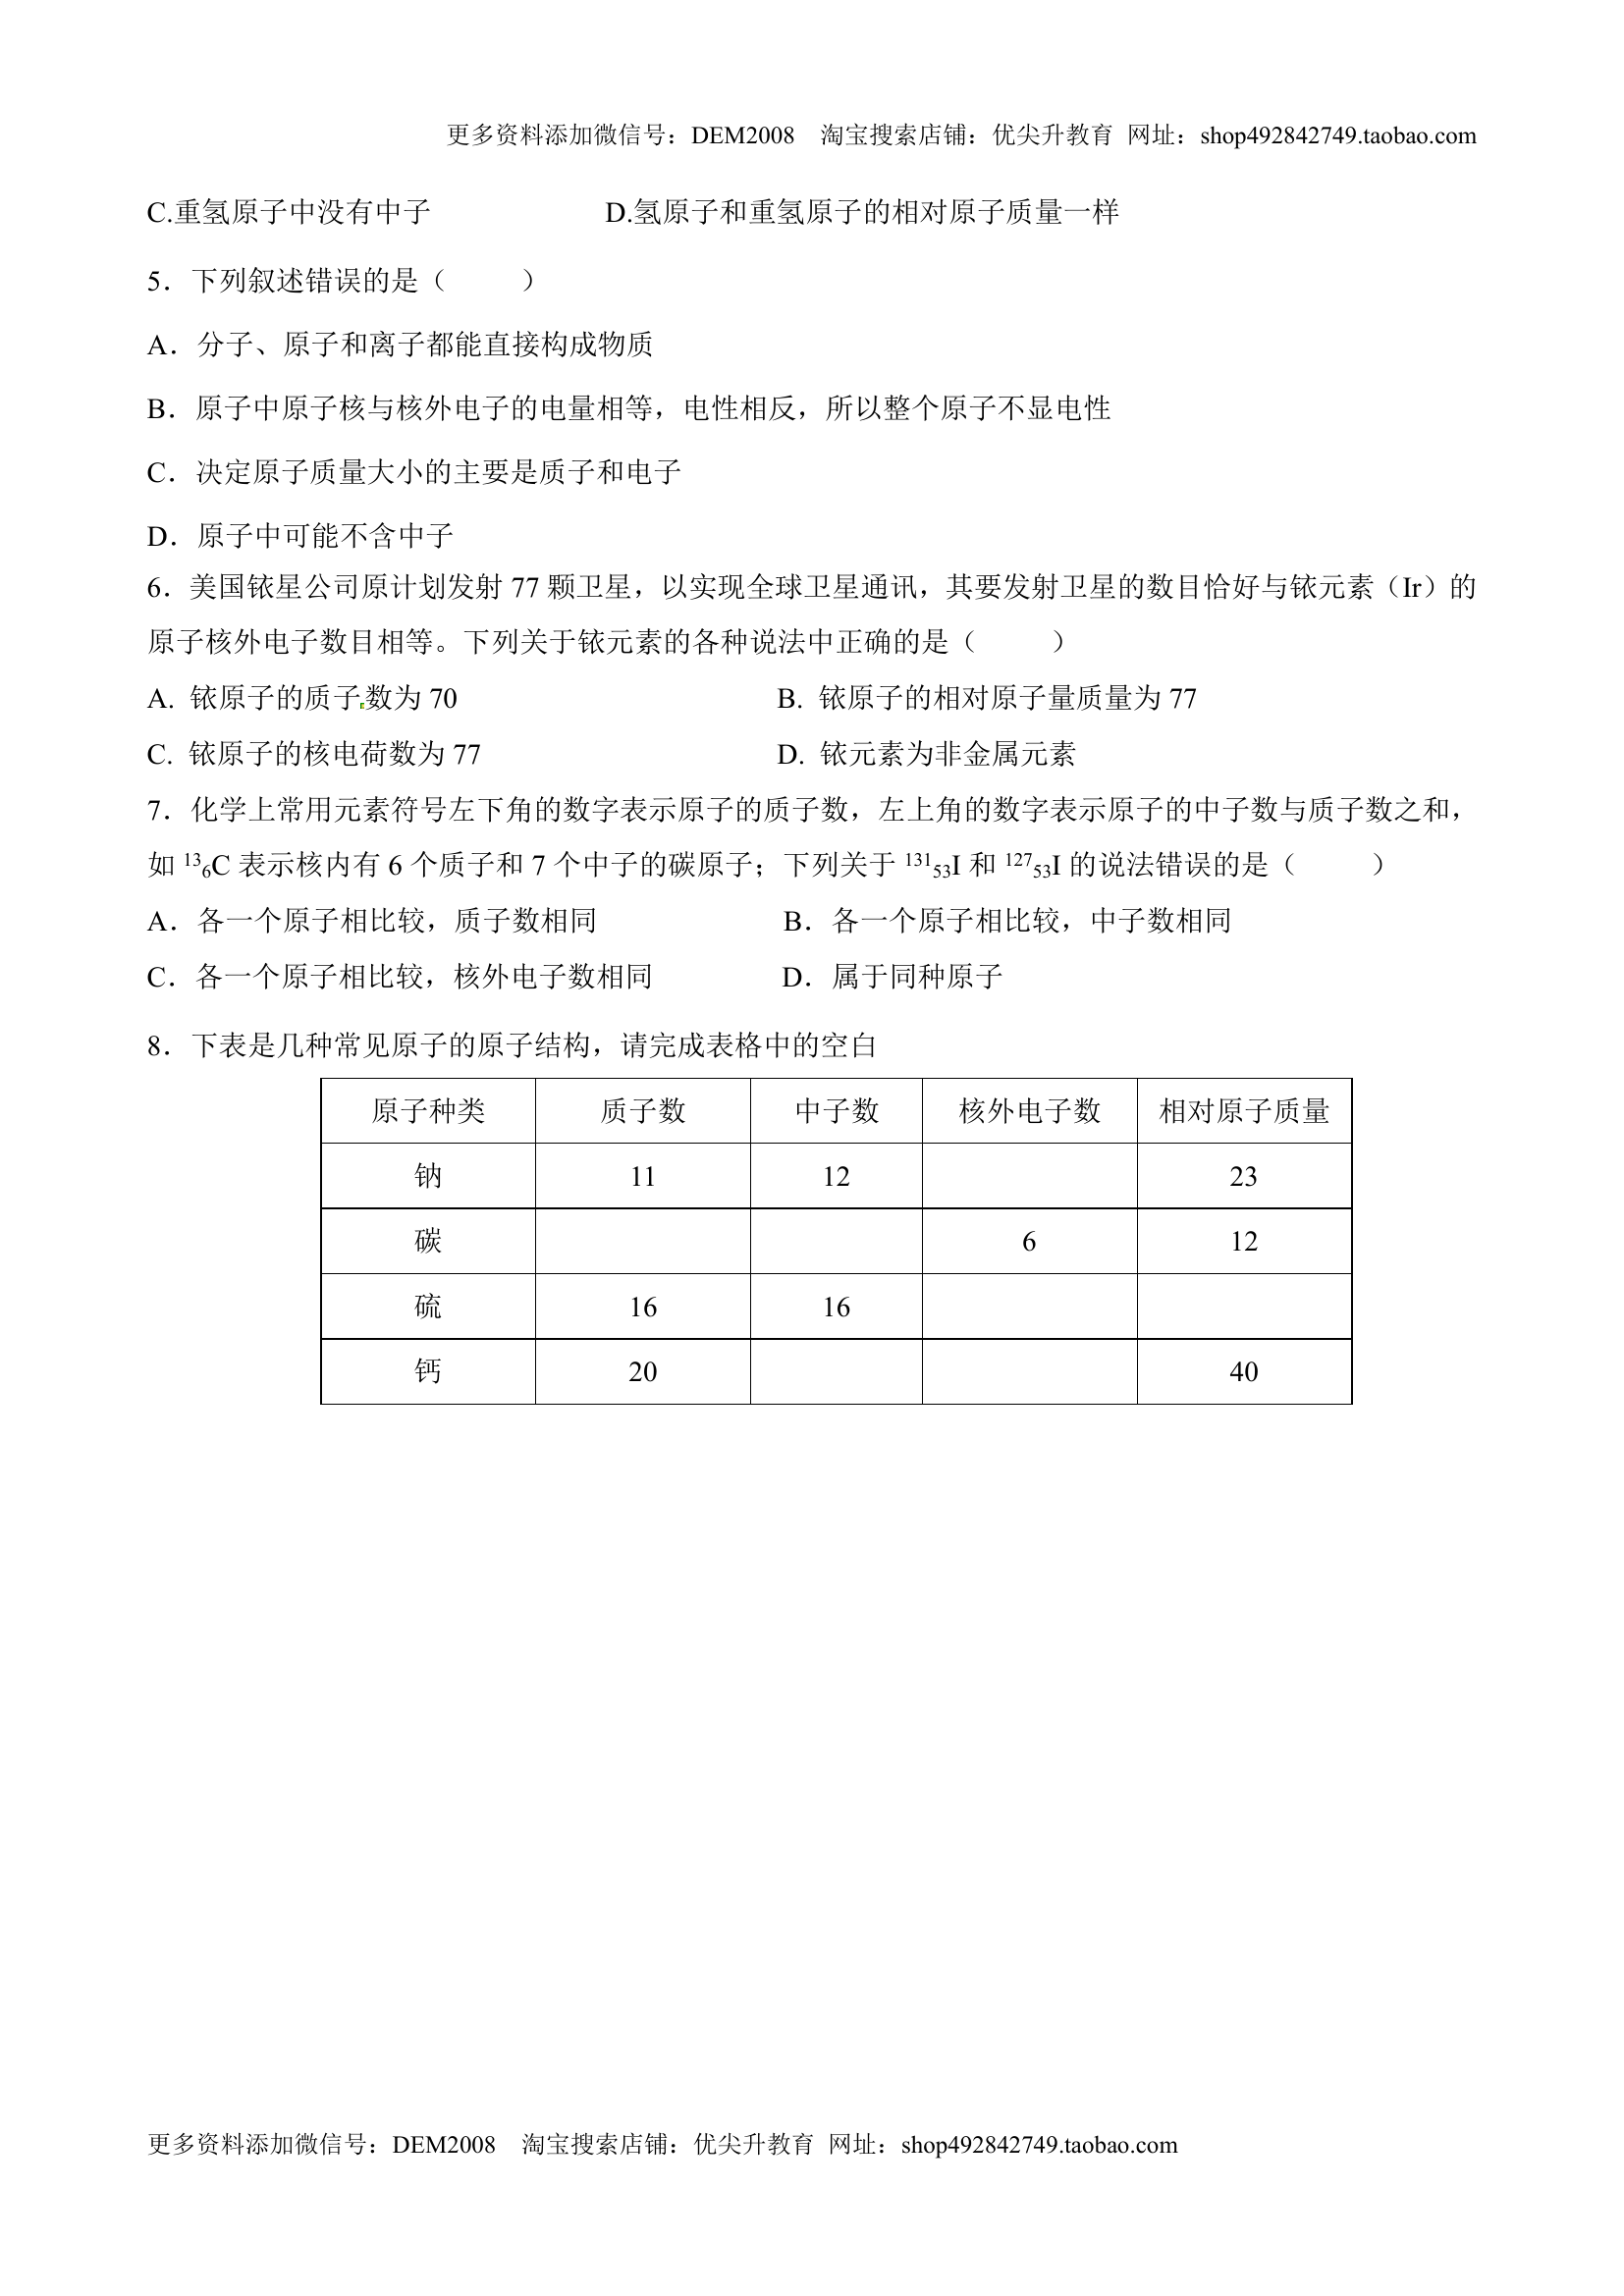 更多资料添加微信号：DEM2008 淘宝搜索店铺：优尖升教育 网址：shop492842749.taobao.com
C.重氢原子中没有中子 D.氢原子和重氢原子的相对原子质量一样
5．下列叙述错误的是（ ）
A．分子、原子和离子都能直接构成物质
B．原子中原子核与核外电子的电量相等，电性相反，所以整个原子不显电性
C．决定原子质量大小的主要是质子和电子
D．原子中可能不含中子
6．美国铱星公司原计划发射 77 颗卫星，以实现全球卫星通讯，其要发射卫星的数目恰好与铱元素（Ir）的
原子核外电子数目相等。下列关于铱元素的各种说法中正确的是（ ）
A. 铱原子的质子数为 70 B. 铱原子的相对原子量质量为 77
C. 铱原子的核电荷数为 77 D. 铱元素为非金属元素
7．化学上常用元素符号左下角的数字表示原子的质子数，左上角的数字表示原子的中子数与质子数之和，
如 ¹³₆C 表示核内有 6 个质子和 7 个中子的碳原子；下列关于 ¹³¹₅₃I 和 ¹²⁷₅₃I 的说法错误的是（ ）
A．各一个原子相比较，质子数相同 B．各一个原子相比较，中子数相同
C．各一个原子相比较，核外电子数相同 D．属于同种原子
8．下表是几种常见原子的原子结构，请完成表格中的空白
原子种类 质子数 中子数 核外电子数 相对原子质量
钠 11 12 23
碳 6 12
硫 16 16
钙 20 40
更多资料添加微信号：DEM2008 淘宝搜索店铺：优尖升教育 网址：shop492842749.taobao.com